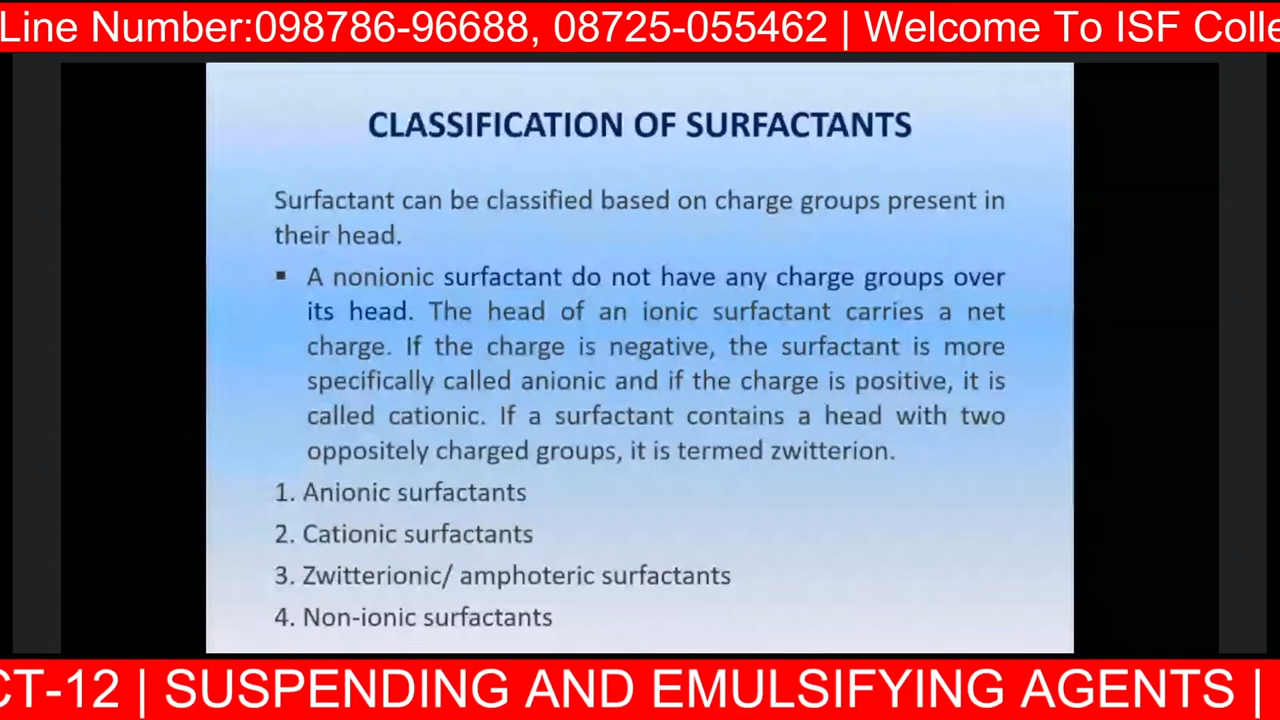 Line Number:098786-96688, 08725-055462 | Welcome To ISF Colle
CLASSIFICATION OF SURFACTANTS
Surfactant can be classified based on charge groups present in
their head.
▪ A nonionic surfactant do not have any charge groups over
its head. The head of an ionic surfactant carries a net
charge. If the charge is negative, the surfactant is more
specifically called anionic and if the charge is positive, it is
called cationic. If a surfactant contains a head with two
oppositely charged groups, it is termed zwitterion.
1. Anionic surfactants
2. Cationic surfactants
3. Zwitterionic/ amphoteric surfactants
4. Non-ionic surfactants
CT-12 | SUSPENDING AND EMULSIFYING AGENTS |